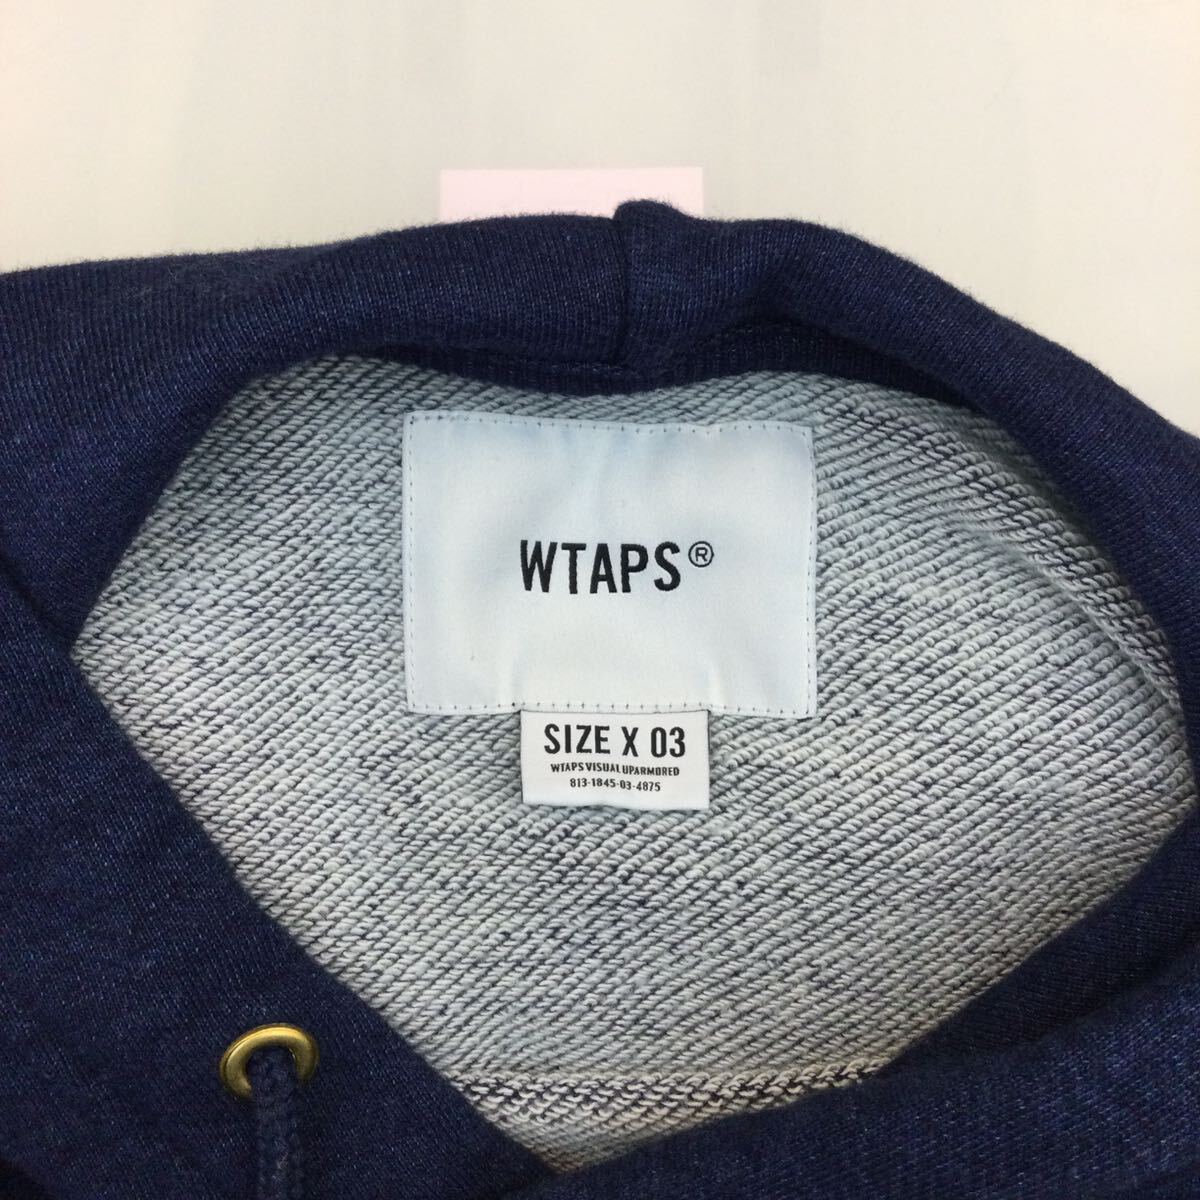 WTAPS®
SIZE X 03
WTAPS VISUAL UPARMORED
813-1845-03-4875